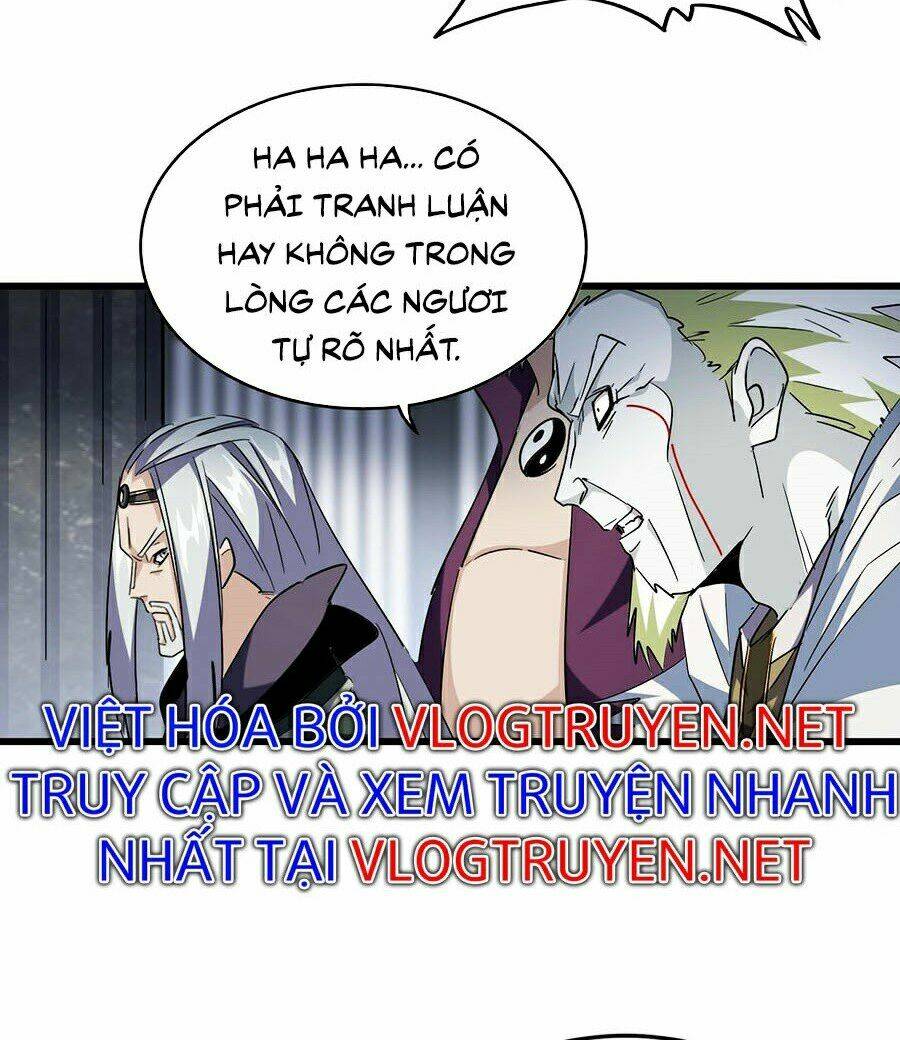 HA HA HA... CÓ
PHẢI TRANH LUẬN
HAY KHÔNG TRONG
LÒNG CÁC NGƯƠI
TỰ RÕ NHẤT.
VIỆT HÓA BỞI VLOGTRUYEN.NET
TRUY CẬP VÀ XEM TRUYỆN NHANH
NHẤT TẠI VLOGTRUYEN.NET